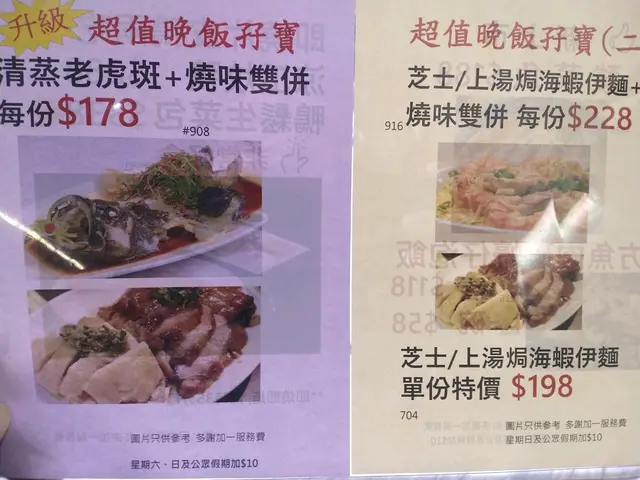 升級
超值晚飯孖寶
清蒸老虎斑+燒味雙併
每份$178
#908
圖片只供參考 多謝加一服務費
星期六、日及公眾假期加$10
超值晚飯孖寶(二
芝士/上湯焗海蝦伊麵+
916 燒味雙併 每份$228
芝士/上湯焗海蝦伊麵
單份特價 $198
704
圖片只供參考 多謝加一服務費
星期日及公眾假期加$10